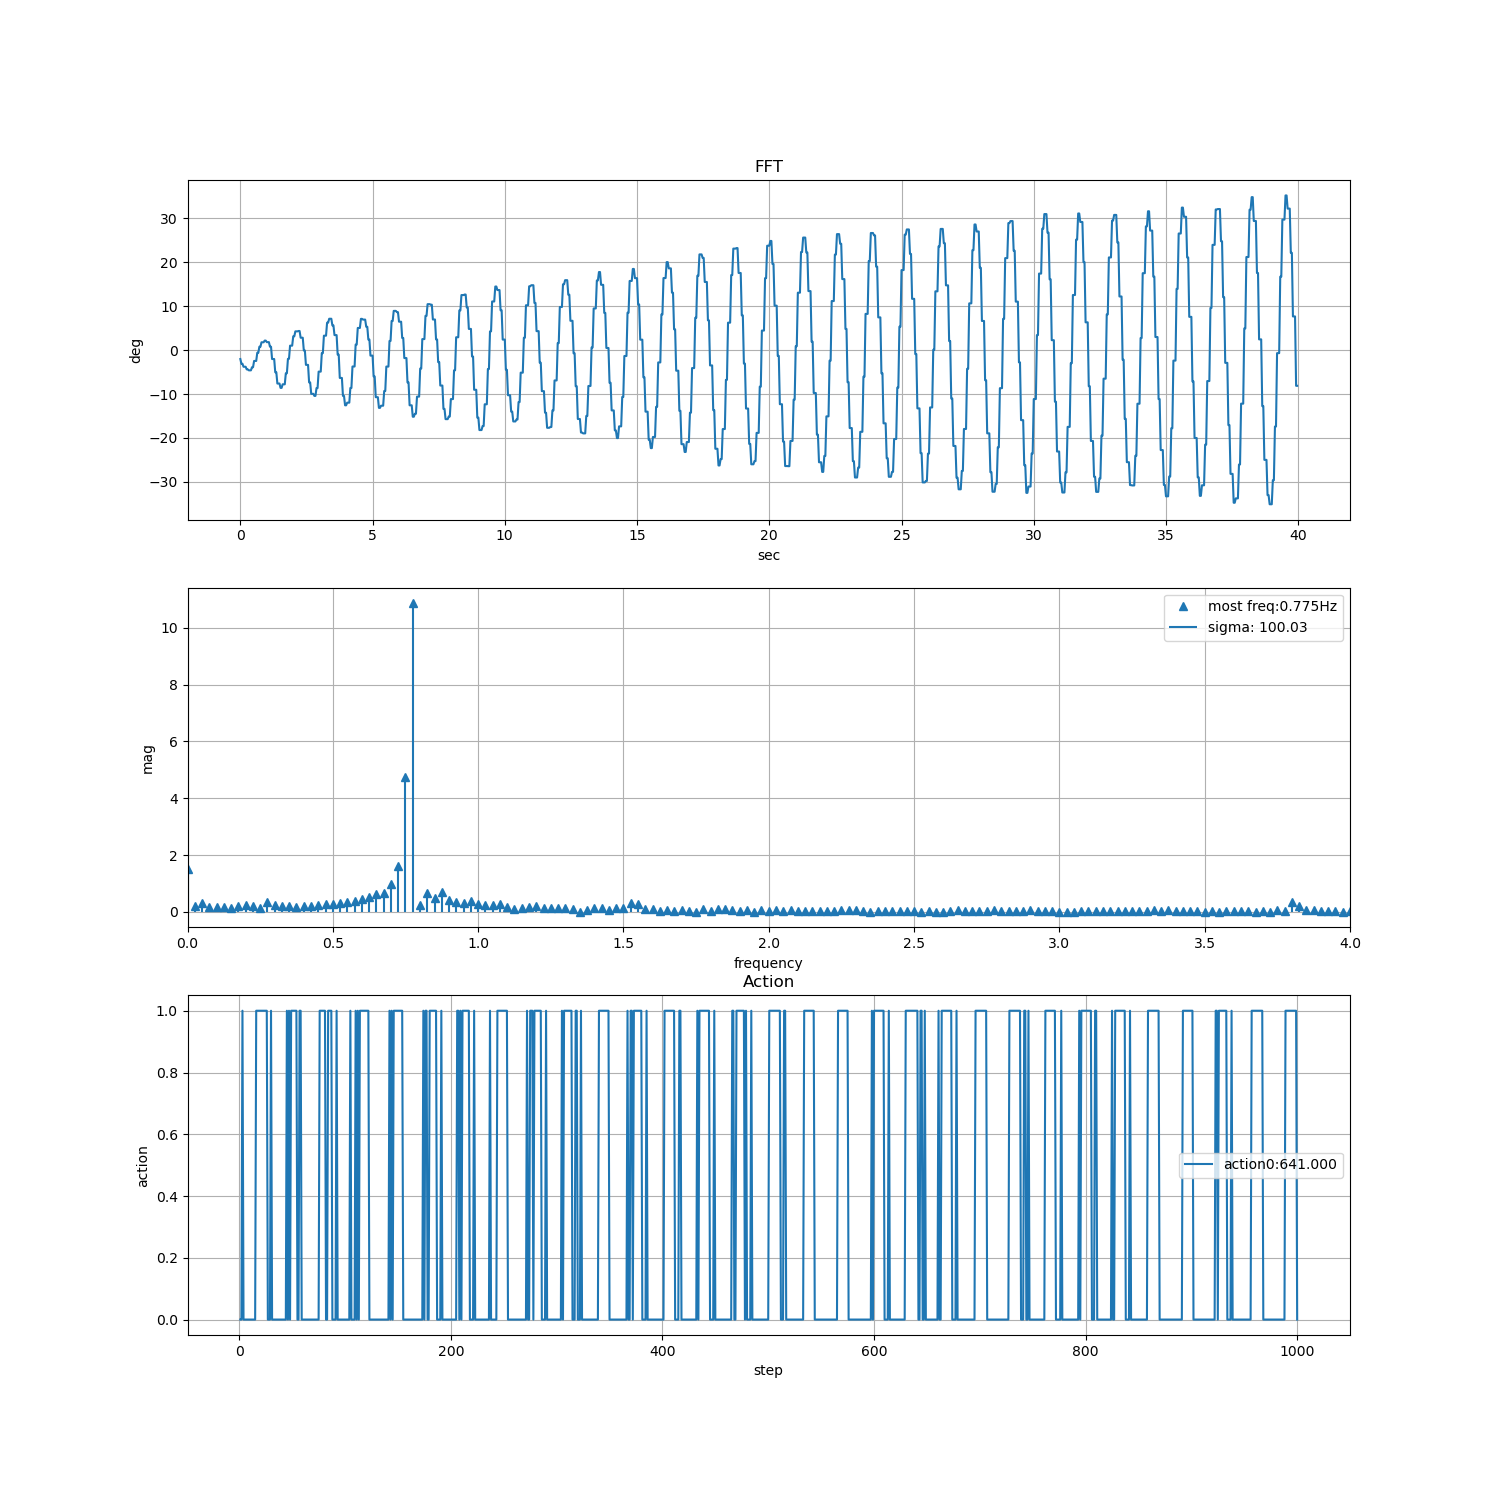 FFT
30
20
10
0
−10
−20
−30
deg
0 5 10 15 20 25 30 35 40
sec
most freq:0.775Hz
sigma: 100.03
10
8
6
4
2
0
mag
0.0 0.5 1.0 1.5 2.0 2.5 3.0 3.5 4.0
frequency
Action
1.0
0.8
0.6
0.4
0.2
0.0
action
action0:641.000
0 200 400 600 800 1000
step